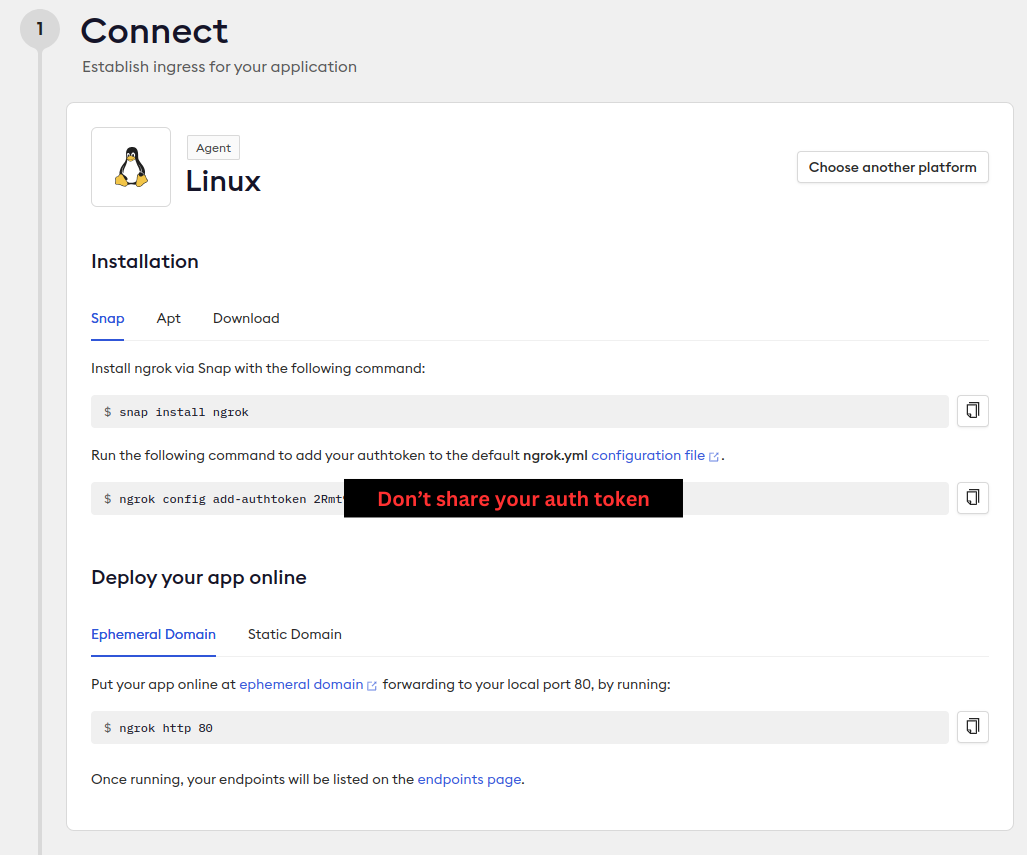 1
Connect
Establish ingress for your application
Agent
Linux
Choose another platform
Installation
Snap Apt Download
Install ngrok via Snap with the following command:
$ snap install ngrok
Run the following command to add your authtoken to the default ngrok.yml configuration file.
$ ngrok config add-authtoken 2Rmt
Don’t share your auth token
Deploy your app online
Ephemeral Domain Static Domain
Put your app online at ephemeral domain forwarding to your local port 80, by running:
$ ngrok http 80
Once running, your endpoints will be listed on the endpoints page.